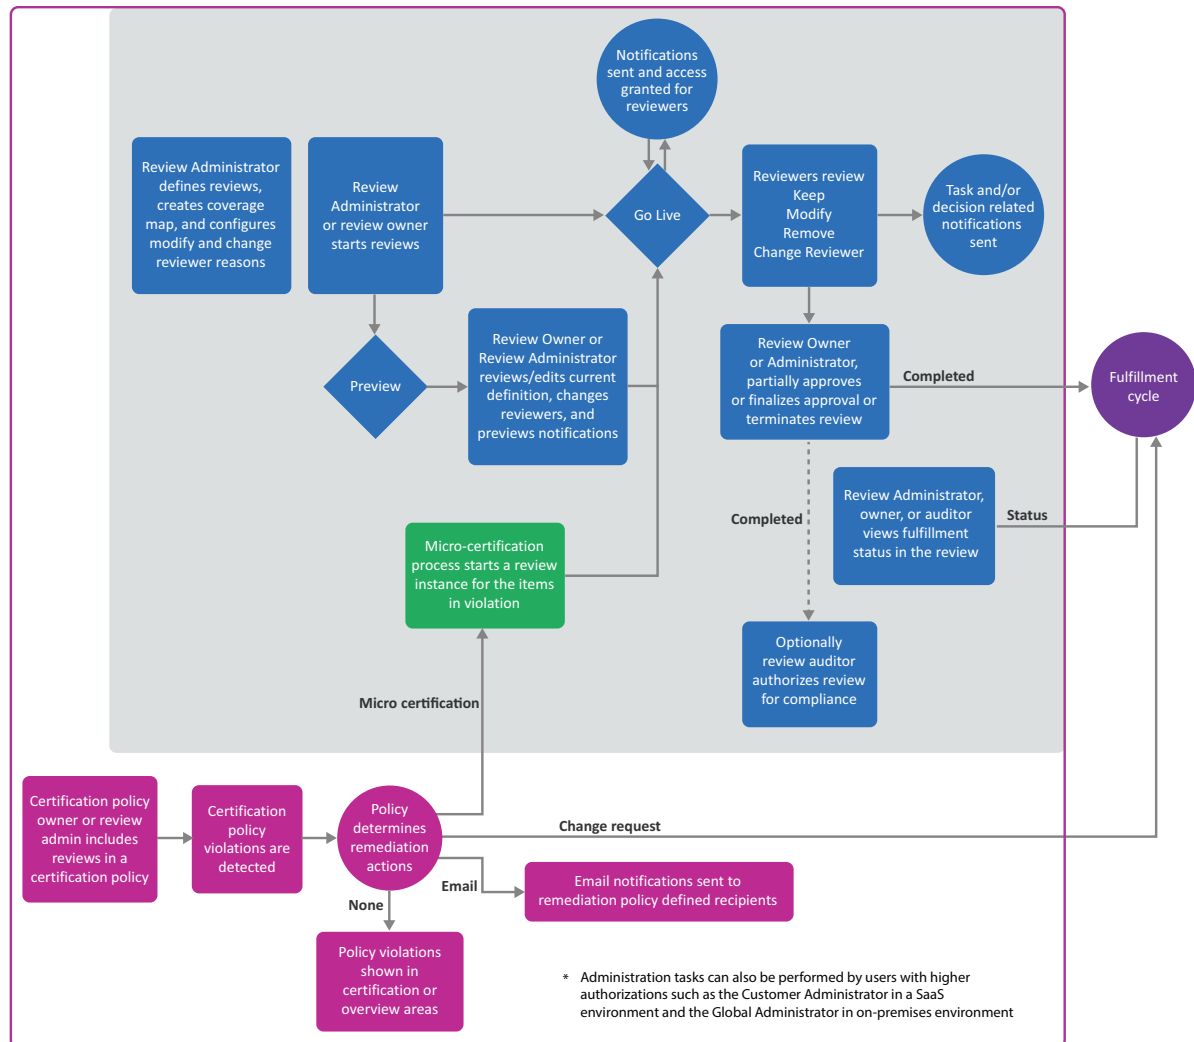 Notifications
sent and access
granted for
reviewers
Review Administrator
defines reviews,
creates coverage
map, and configures
modify and change
reviewer reasons
Review
Administrator
or review owner
starts reviews
Go Live
Reviewers review
Keep
Modify
Remove
Change Reviewer
Task and/or
decision related
notifications
sent
Preview
Review Owner or
Review Administrator
reviews/edits current
definition, changes
reviewers, and
previews notifications
Review Owner
or Administrator,
partially approves
or finalizes approval or
terminates review
Completed
Fulfillment
cycle
Completed
Review Administrator,
owner, or auditor
views fulfillment
status in the review
Status
Micro-certification
process starts a review
instance for the items
in violation
Optionally
review auditor
authorizes review
for compliance
Micro certification
Certification policy
owner or review
admin includes
reviews in a
certification policy
Certification
policy
violations are
detected
Policy
determines
remediation
actions
Change request
Email
Email notifications sent to
remediation policy defined recipients
None
Policy violations
shown in
certification or
overview areas
* Administration tasks can also be performed by users with higher
authorizations such as the Customer Administrator in a SaaS
environment and the Global Administrator in on-premises environment